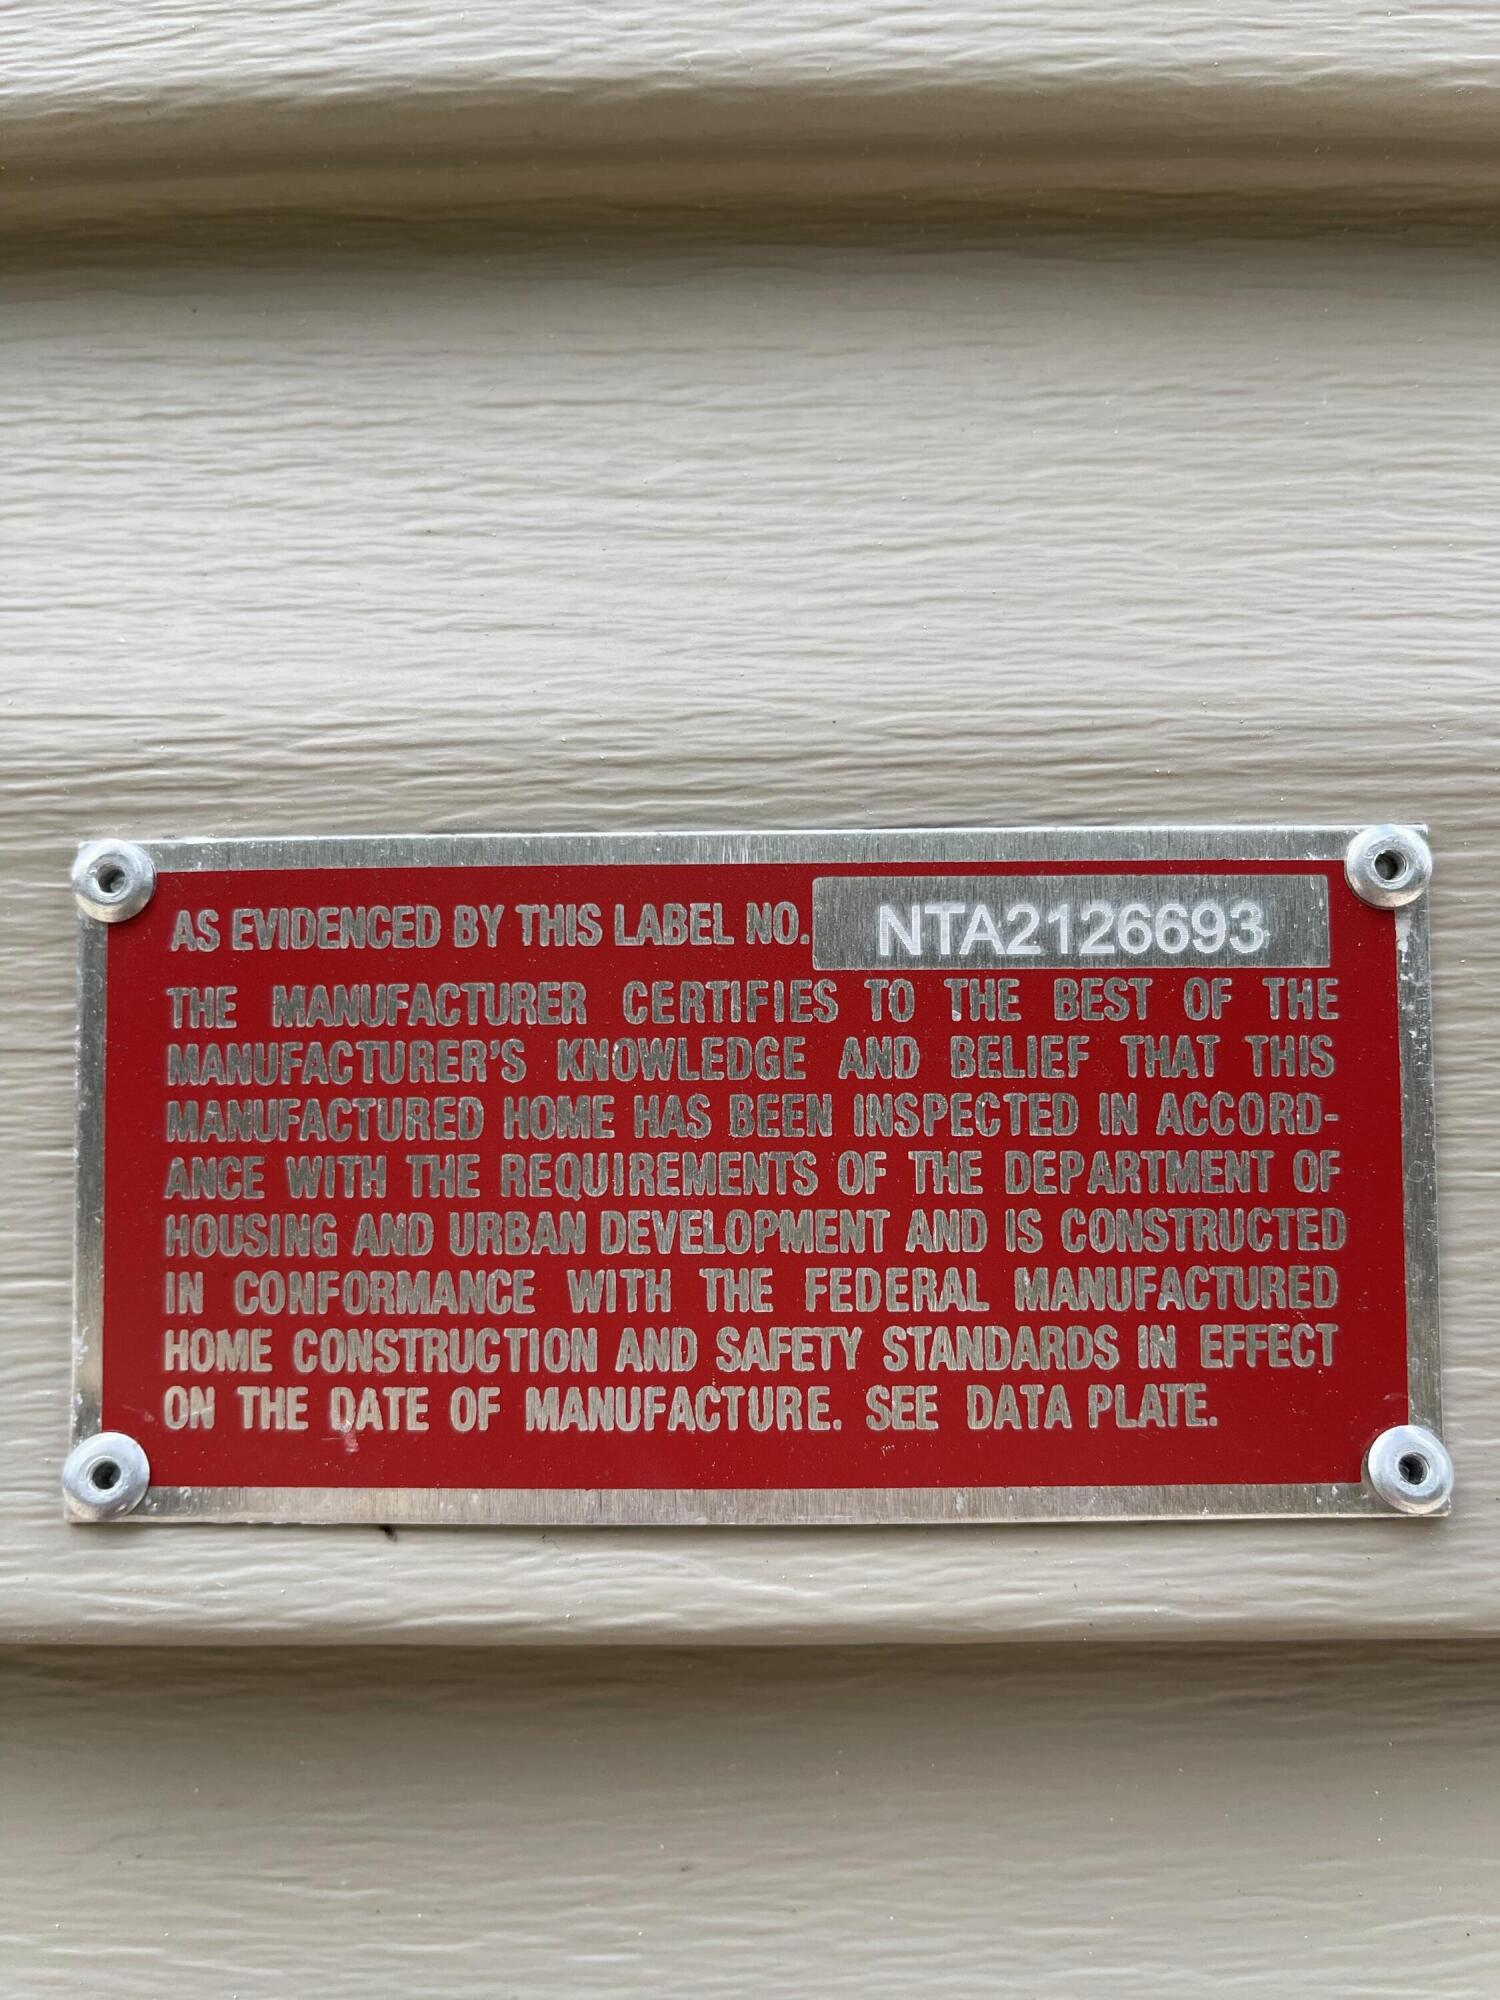 AS EVIDENCED BY THIS LABEL NO. NTA2126693
THE MANUFACTURER CERTIFIES TO THE BEST OF THE
MANUFACTURER'S KNOWLEDGE AND BELIEF THAT THIS
MANUFACTURED HOME HAS BEEN INSPECTED IN ACCORD-
ANCE WITH THE REQUIREMENTS OF THE DEPARTMENT OF
HOUSING AND URBAN DEVELOPMENT AND IS CONSTRUCTED
IN CONFORMANCE WITH THE FEDERAL MANUFACTURED
HOME CONSTRUCTION AND SAFETY STANDARDS IN EFFECT
ON THE DATE OF MANUFACTURE. SEE DATA PLATE.